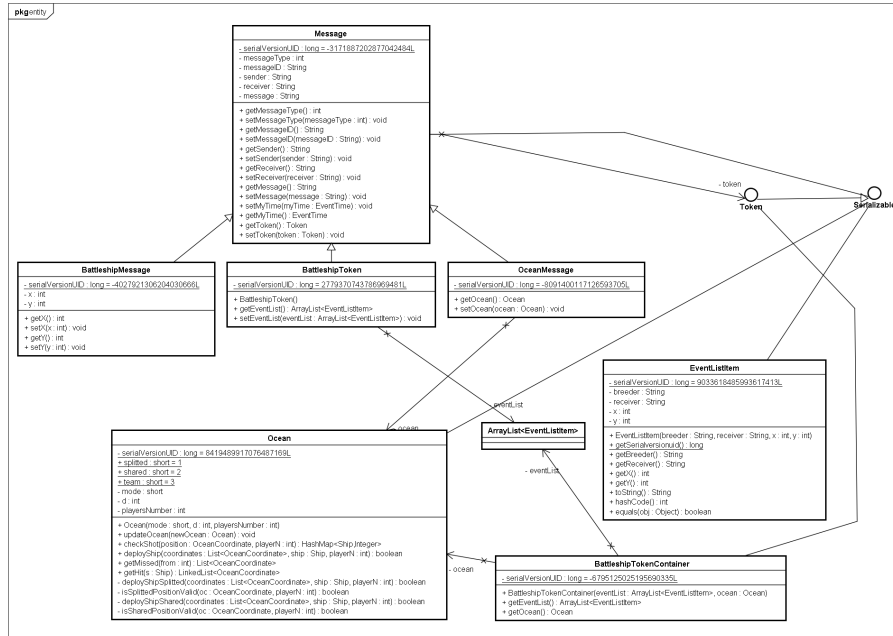 pkg entity
Message
- serialVersionUID : long = -3171887202877042484L
- messageType : int
- messageID : String
- sender : String
- receiver : String
- message : String
+ getMessageType() : int
+ setMessageType(messageType : int) : void
+ getMessageID() : String
+ setMessageID(messageID : String) : void
+ getSender() : String
+ setSender(sender : String) : void
+ getReceiver() : String
+ setReceiver(receiver : String) : void
+ getMessage() : String
+ setMessage(message : String) : void
+ setMyTime(myTime : EventTime) : void
+ getMyTime() : EventTime
+ getToken() : Token
+ setToken(token : Token) : void
- token
Token
Serializable
BattleshipMessage
- serialVersionUID : long = -4027921306204030666L
- x : int
- y : int
+ getX() : int
+ setX(x : int) : void
+ getY() : int
+ setY(y : int) : void
BattleshipToken
- serialVersionUID : long = 2779370743786969481L
+ BattleshipToken()
+ getEventList() : ArrayList<EventListItem>
+ setEventList(eventList : ArrayList<EventListItem>) : void
OceanMessage
- serialVersionUID : long = -8091400117126593705L
+ getOcean() : Ocean
+ setOcean(ocean : Ocean) : void
EventListItem
- serialVersionUID : long = 9033618485993617413L
- breeder : String
- receiver : String
- x : int
- y : int
+ EventListItem(breeder : String, receiver : String, x : int, y : int)
+ getSerialversionuid() : long
+ getBreeder() : String
+ getReceiver() : String
+ getX() : int
+ getY() : int
+ toString() : String
+ hashCode() : int
+ equals(obj : Object) : boolean
- eventList
- ocean
ArrayList<EventListItem>
- eventList
Ocean
- serialVersionUID : long = 8419489917076487169L
+ splitted : short = 1
+ shared : short = 2
+ team : short = 3
- mode : short
- d : int
- playersNumber : int
+ Ocean(mode : short, d : int, playersNumber : int)
+ updateOcean(newOcean : Ocean) : void
+ checkShot(position : OceanCoordinate, playerN : int) : HashMap<Ship,Integer>
+ deployShip(coordinates : List<OceanCoordinate>, ship : Ship, playerN : int) : boolean
+ getMissed(from : int) : List<OceanCoordinate>
+ getHit(s : Ship) : LinkedList<OceanCoordinate>
- deployShipSplitted(coordinates : List<OceanCoordinate>, ship : Ship, playerN : int) : boolean
- isSplittedPositionValid(oc : OceanCoordinate, playerN : int) : boolean
- deployShipShared(coordinates : List<OceanCoordinate>, ship : Ship, playerN : int) : boolean
- isSharedPositionValid(oc : OceanCoordinate, playerN : int) : boolean
- ocean
BattleshipTokenContainer
- serialVersionUID : long = -6795125025195690335L
+ BattleshipTokenContainer(eventList : ArrayList<EventListItem>, ocean : Ocean)
+ getEventList() : ArrayList<EventListItem>
+ getOcean() : Ocean